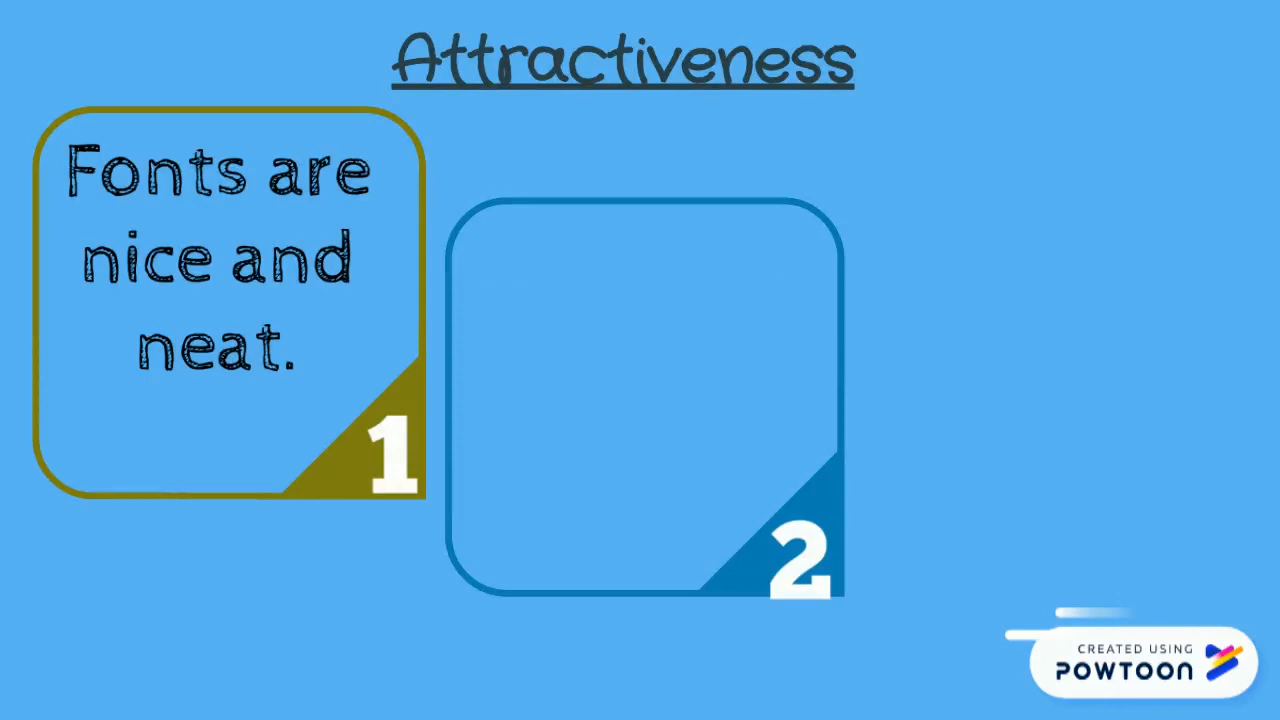 Attractiveness
Fonts are
nice and
neat.
1
2
CREATED USING
POWTOON